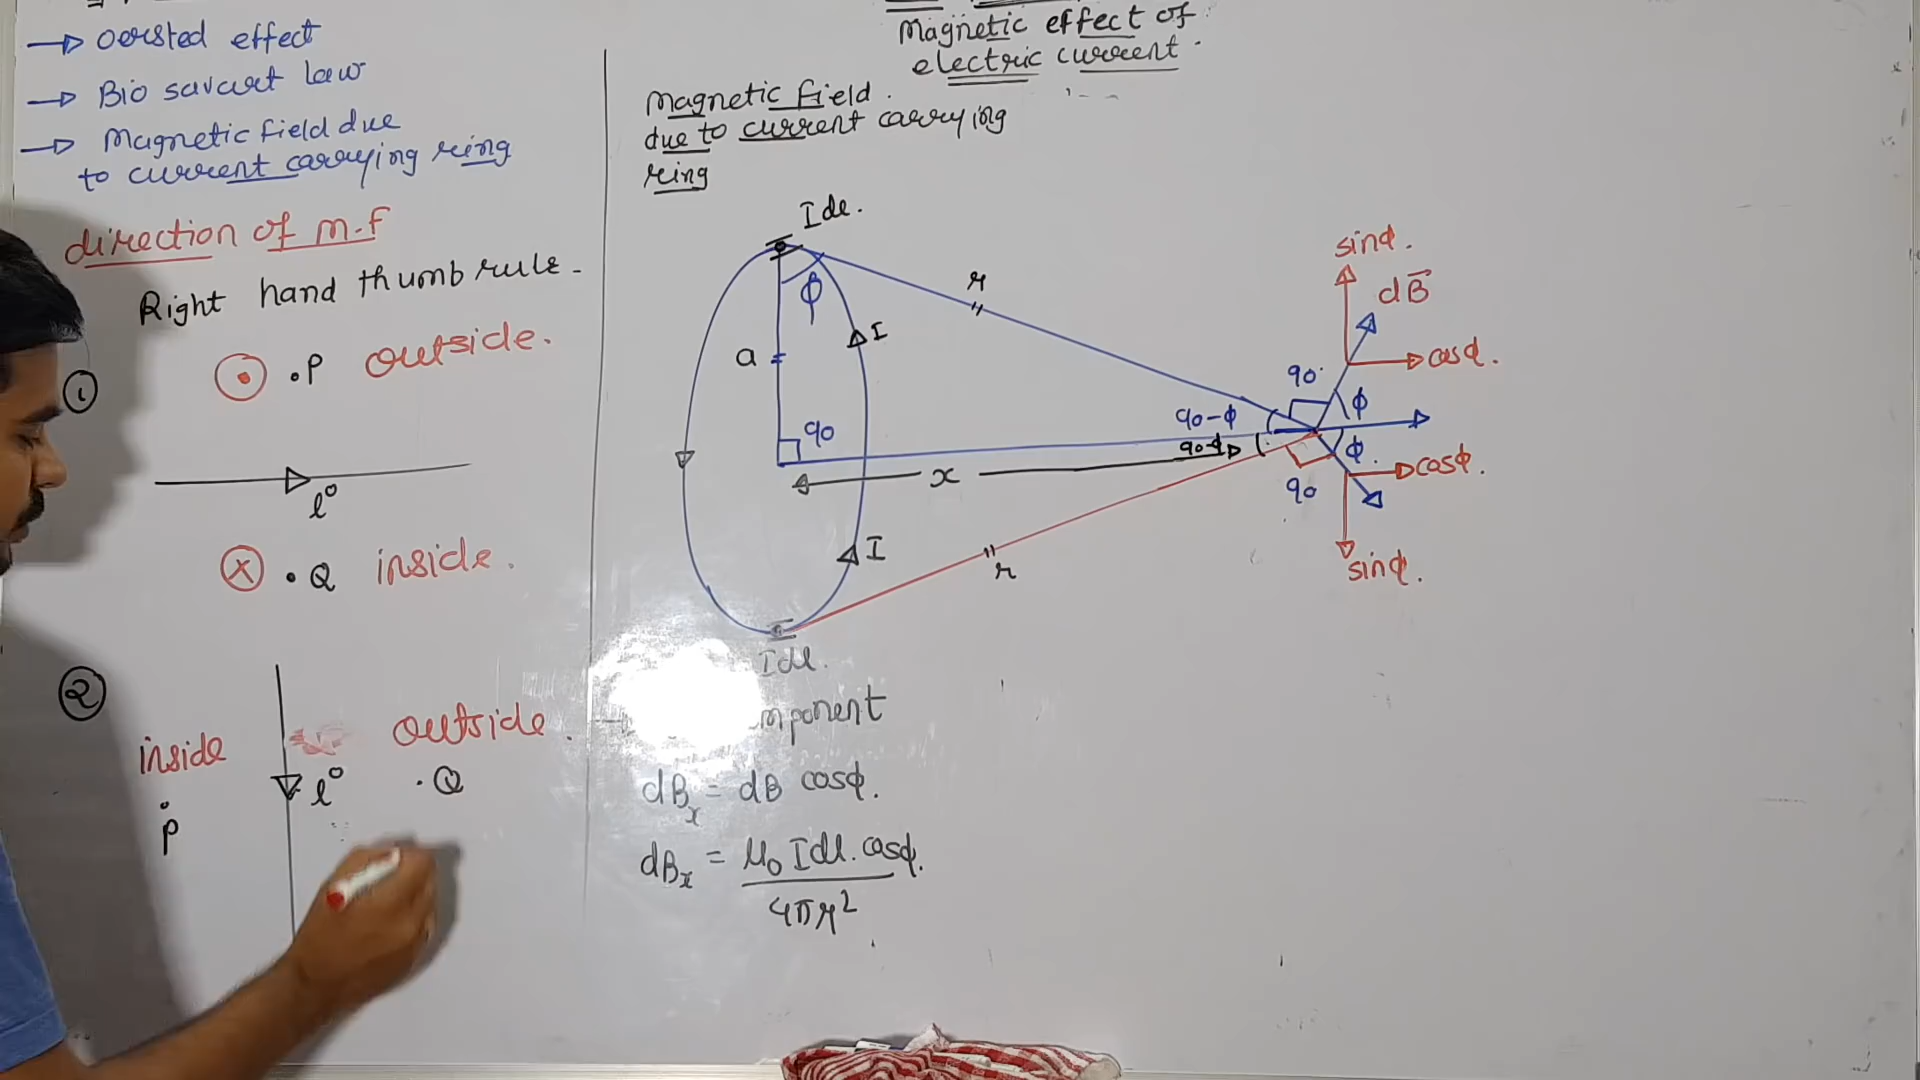 → Oersted effect
→ Bio savart law
→ Magnetic field due
to current carrying ring
direction of m.f
Right hand thumb rule.
①
⊙ .P outside.
i
ⓧ . Q inside.
②
inside
outside.
i
. Q
P
Magnetic effect of
electric current.
Magnetic field.
due to current carrying
ring
Idl.
ϕ
r
I
a
90
x
I
r
Idl.
sinϕ.
dB⃗
cosϕ.
90
90-ϕ
ϕ
90-ϕ
ϕ.
cosϕ.
90
sinϕ.
dBx = dB cosϕ.
dBx = μ0 Idl. cosϕ.
4πr²